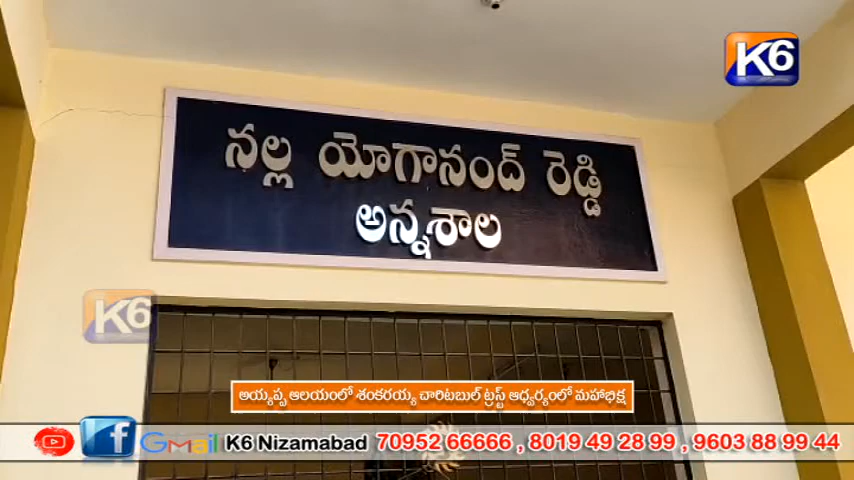 K6
నల్ల యోగానంద్ రెడ్డి
అన్నశాల
K6
అయ్యప్ప ఆలయంలో శంకరయ్య చారిటబుల్ ట్రస్ట్ ఆధ్వర్యంలో మహాభిక్ష
f Gmail K6 Nizamabad 70952 66666 , 8019 49 28 99 , 9603 88 99 44